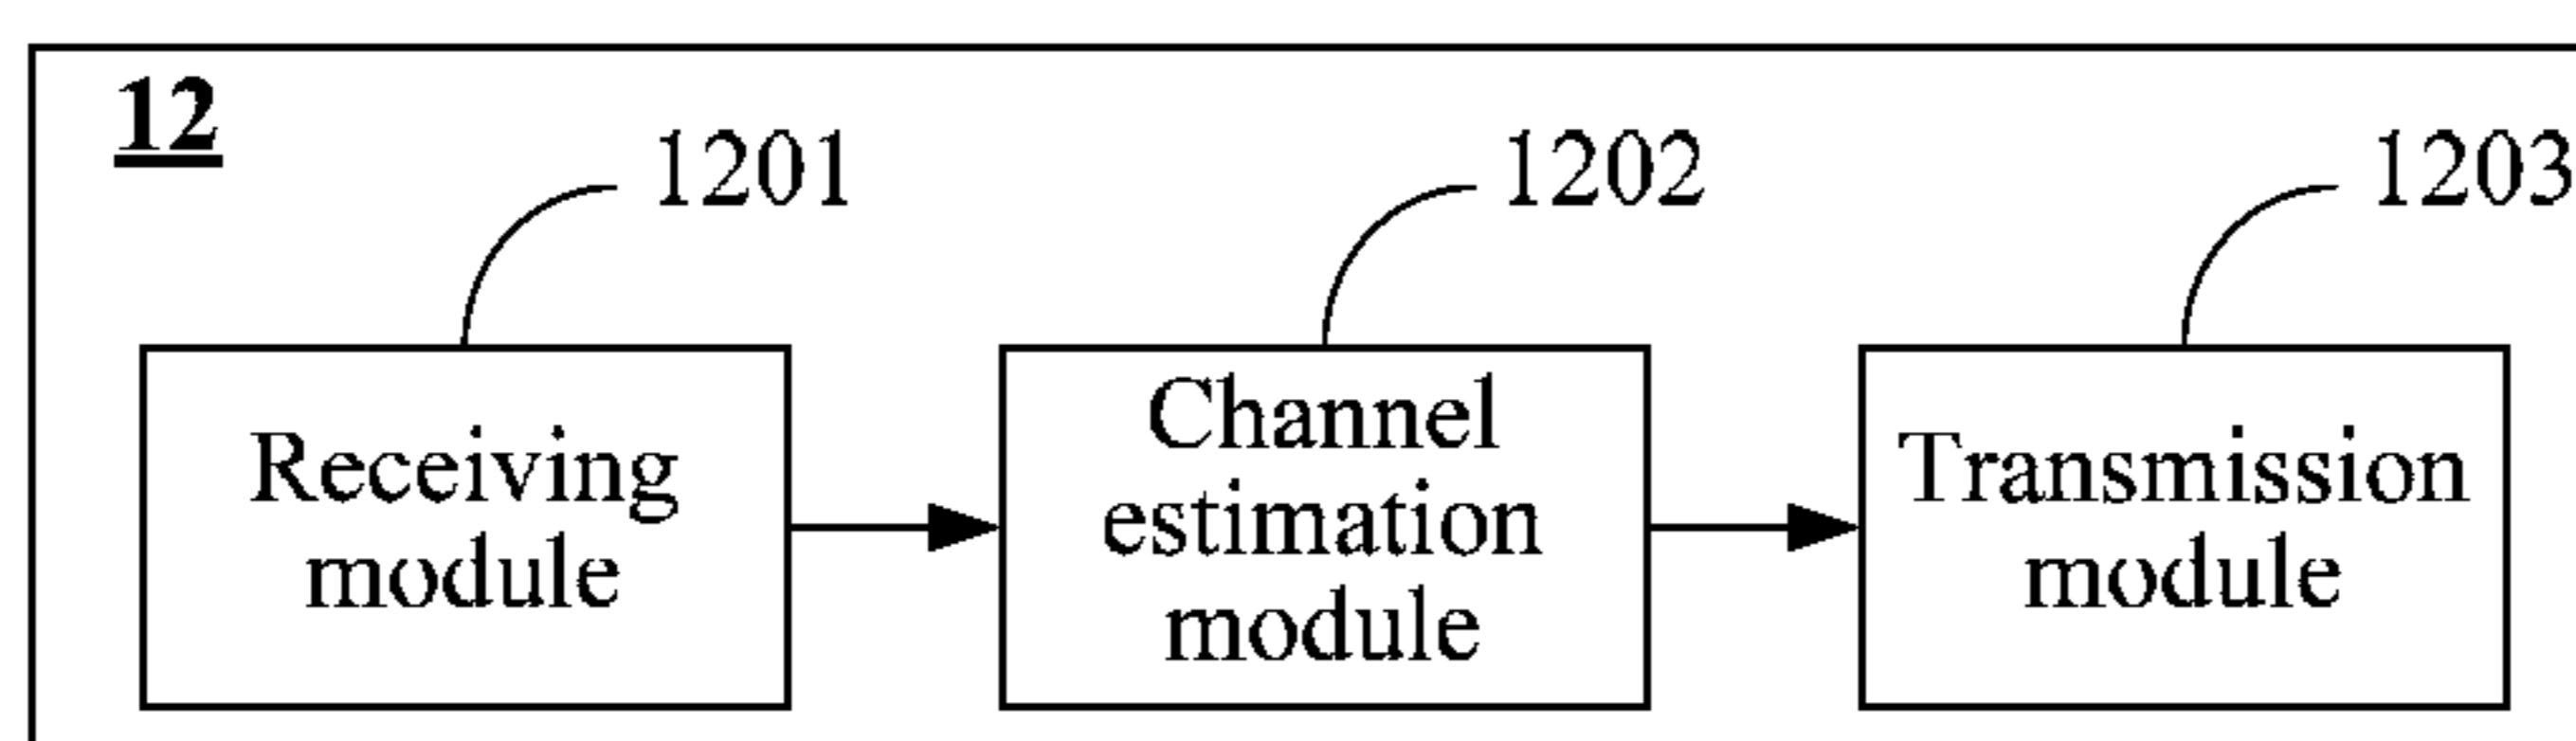 12
1201
1202
1203
Receiving
module
Channel
estimation
module
Transmission
module